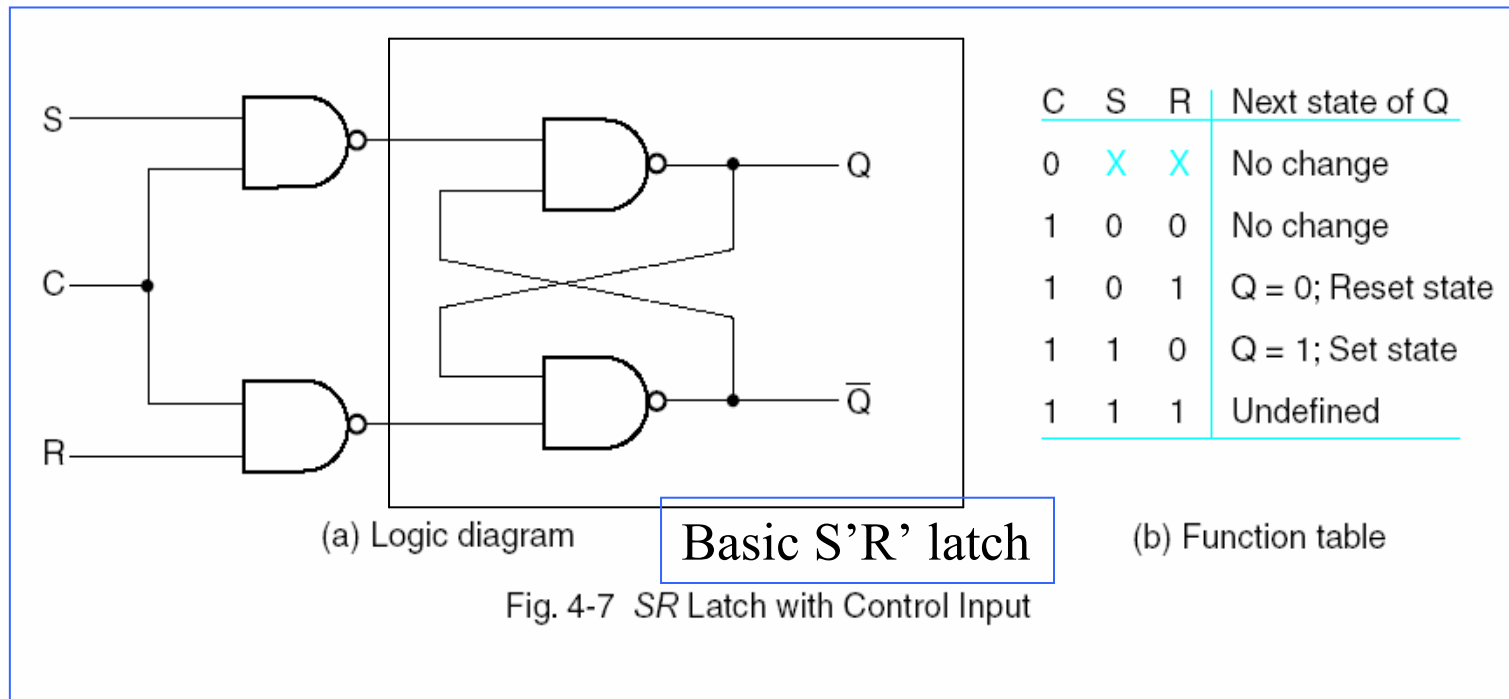 S
C
R
Q
Q̅
C S R Next state of Q
0 X X No change
1 0 0 No change
1 0 1 Q = 0; Reset state
1 1 0 Q = 1; Set state
1 1 1 Undefined
(a) Logic diagram
Basic S’R’ latch
(b) Function table
Fig. 4-7 SR Latch with Control Input